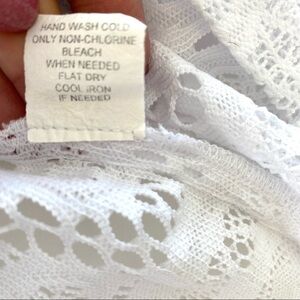 HAND WASH COLD
ONLY NON-CHLORINE
BLEACH
WHEN NEEDED
FLAT DRY
COOL IRON
IF NEEDED